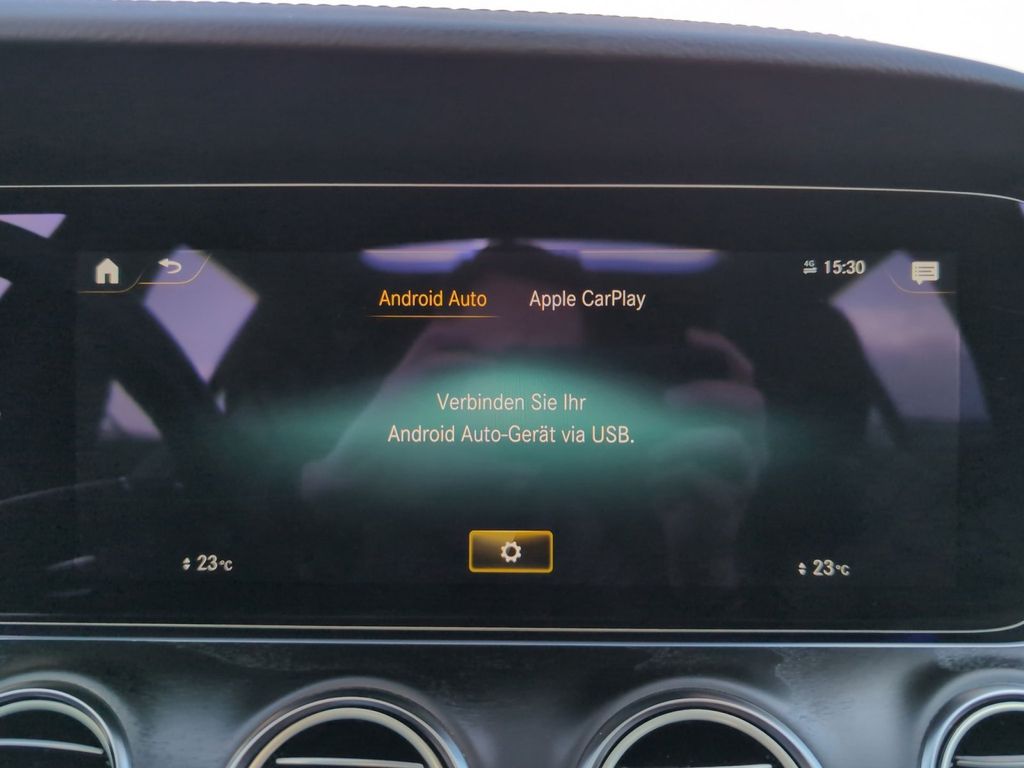 4G 15:30
Android Auto Apple CarPlay
Verbinden Sie Ihr
Android Auto-Gerät via USB.
23°C 23°C